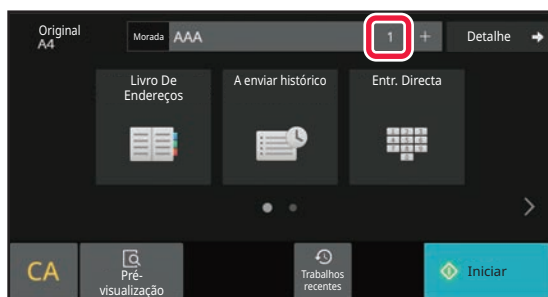 Original
A4
Morada AAA 1 + Detalhe
Livro De
Endereços
A enviar histórico
Entr. Directa
CA
Pré-
visualização
Trabalhos
recentes
Iniciar